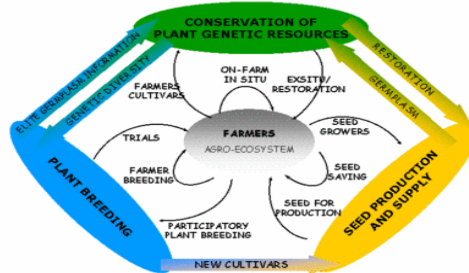 CONSERVATION OF
PLANT GENETIC RESOURCES
ELITE GERMPLASM INFORMATION
GENETIC DIVERSITY
RESTORATION
GERMPLASM
ON-FARM
IN SITU
FARMERS
CULTIVARS
EXSITU/
RESTORATION
TRIALS
FARMERS
AGRO-ECOSYSTEM
SEED
GROWERS
FARMER
BREEDING
SEED
SAVING
PARTICIPATORY
PLANT BREEDING
SEED FOR
PRODUCTION
PLANT BREEDING
SEED PRODUCTION
AND SUPPLY
NEW CULTIVARS